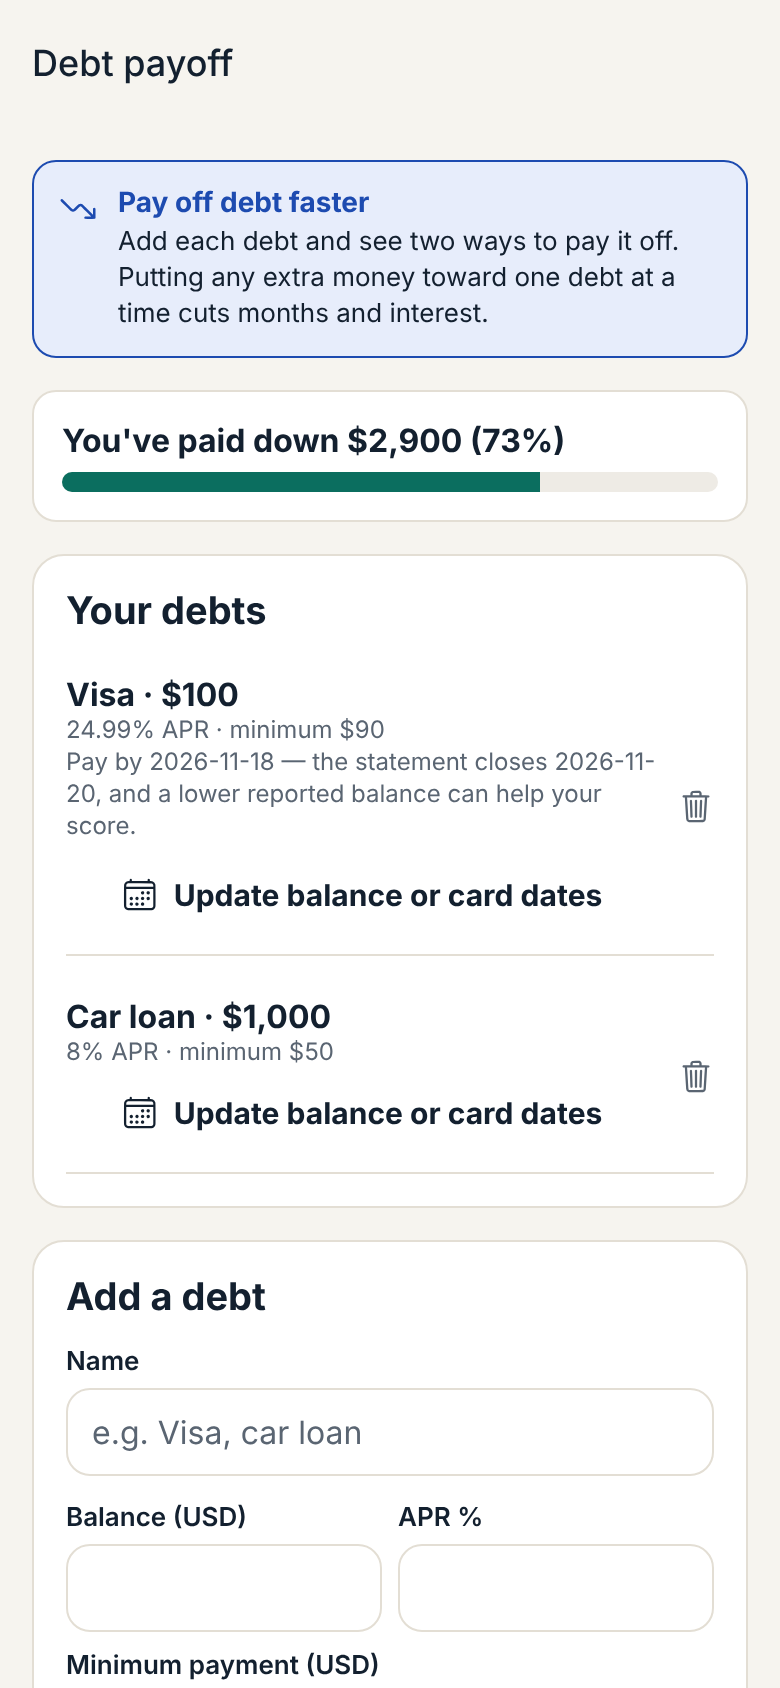 Debt payoff
Pay off debt faster
Add each debt and see two ways to pay it off.
Putting any extra money toward one debt at a
time cuts months and interest.
You've paid down $2,900 (73%)
Your debts
Visa · $100
24.99% APR · minimum $90
Pay by 2026-11-18 — the statement closes 2026-11-
20, and a lower reported balance can help your
score.
Update balance or card dates
Car loan · $1,000
8% APR · minimum $50
Update balance or card dates
Add a debt
Name
e.g. Visa, car loan
Balance (USD)
APR %
Minimum payment (USD)